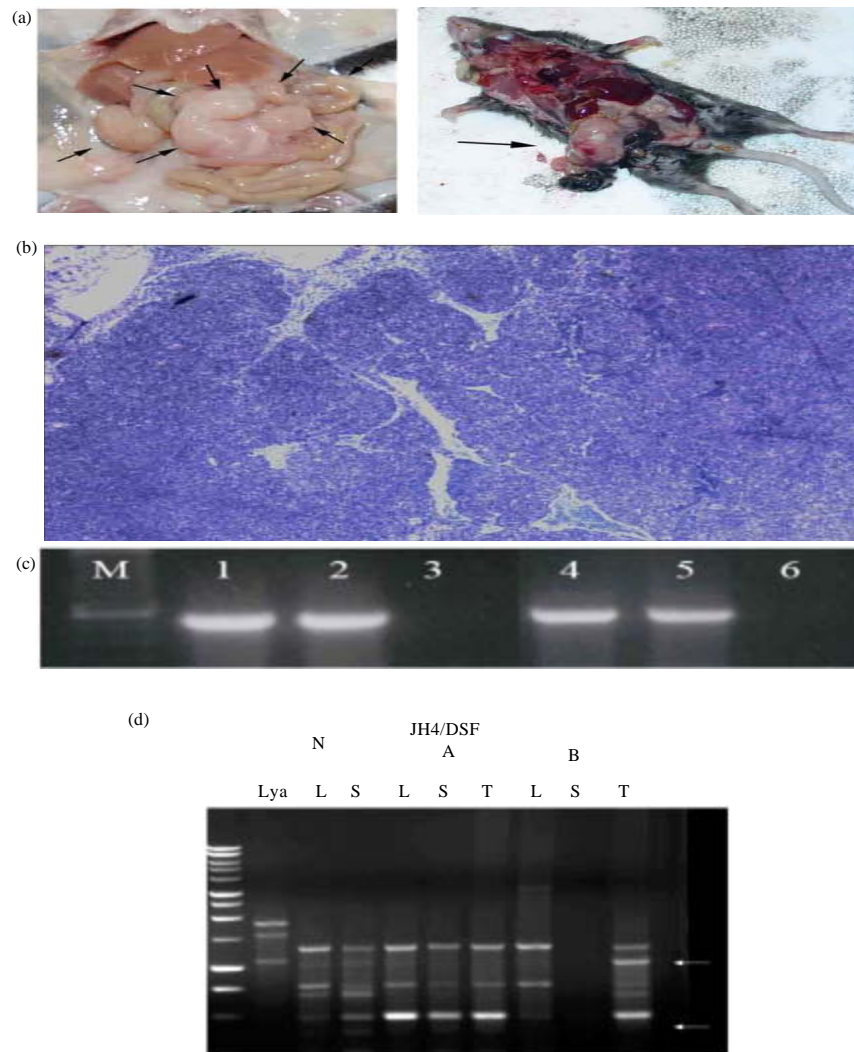 (a)
(b)
(c)
M 1 2 3 4 5 6
(d)
JH4/DSF
N A B
Lya L S L S T L S T